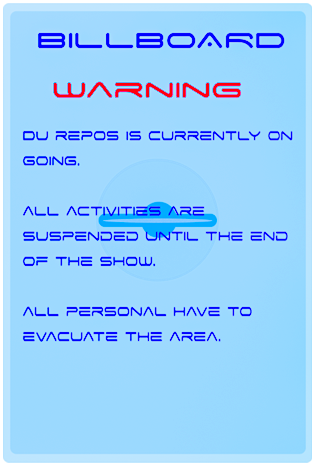 BILLBOARD
WARNING
DU REPOS IS CURRENTLY ON
GOING.
ALL ACTIVITIES ARE
SUSPENDED UNTIL THE END
OF THE SHOW.
ALL PERSONAL HAVE TO
EVACUATE THE AREA.